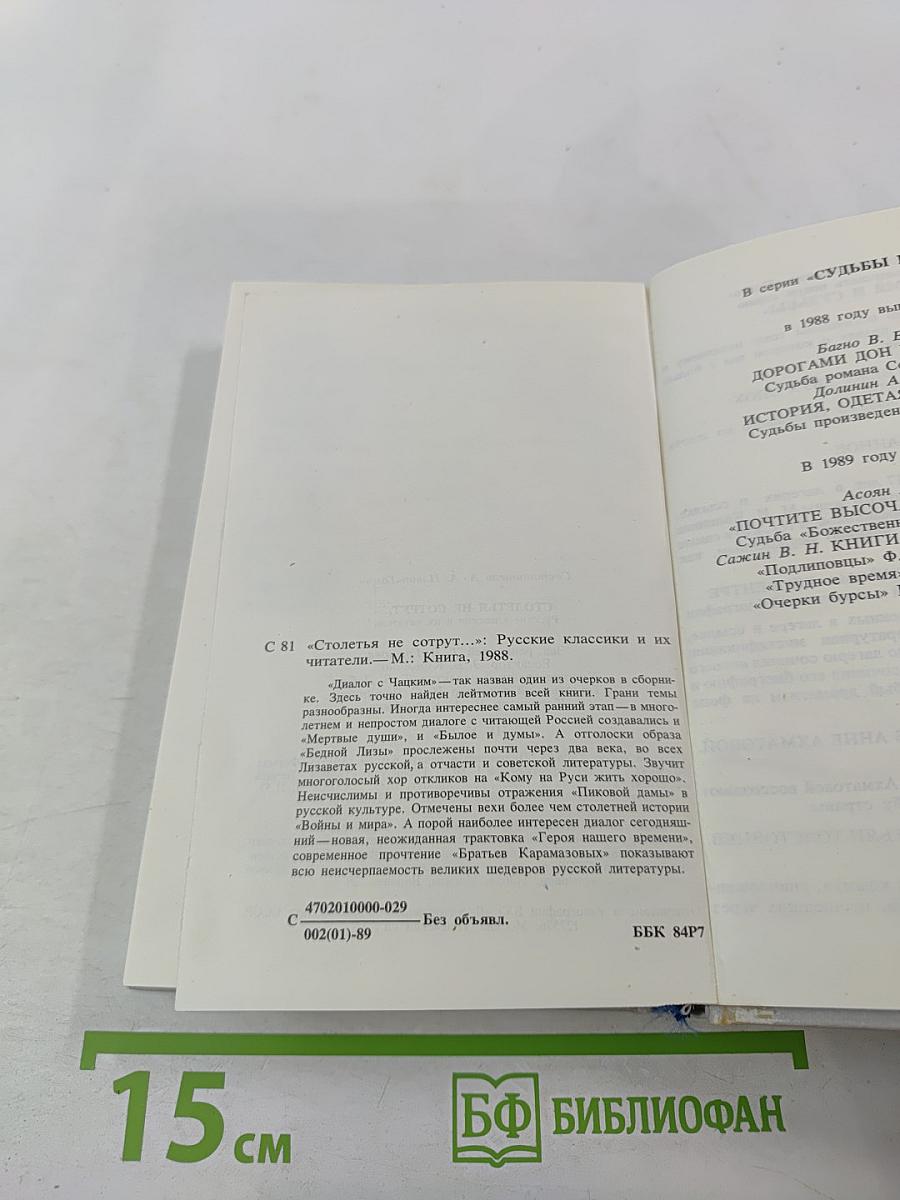 С 81 «Столетья не сотрут...»: Русские классики и их
читатели.— М.: Книга, 1988.
«Диалог с Чацким»—так назван один из очерков в сборни-
ке. Здесь точно найден лейтмотив всей книги. Грани темы
разнообразны. Иногда интереснее самый ранний этап—в много-
летнем и непростом диалоге с читающей Россией создавались и
«Мертвые души», и «Былое и думы». А отголоски образа
«Бедной Лизы» прослежены почти через два века, во всех
Лизаветах русской, а отчасти и советской литературы. Звучит
многоголосый хор откликов на «Кому на Руси жить хорошо».
Неисчислимы и противоречивы отражения «Пиковой дамы» в
русской культуре. Отмечены вехи более чем столетней истории
«Войны и мира». А порой наиболее интересен диалог сегодняш-
ний—новая, неожиданная трактовка «Героя нашего времени»,
современное прочтение «Братьев Карамазовых» показывают
всю неисчерпаемость великих шедевров русской литературы.
С 4702010000-029 Без объявл.
002(01)-89
ББК 84Р7
В серии «СУДЬБЫ
в 1988 году
Багно В.
ДОРОГАМИ ДОН
Судьба романа
Долинин А
ИСТОРИЯ, ОДЕТАЯ
Судьбы произведен
В 1989 году
Асоян
«ПОЧТИТЕ ВЫСОЧ
Судьба «Божествен
Сажин В. Н. КНИГИ
«Подлиповцы» Ф.
«Трудное время»
«Очерки бурсы»
15 см
БФ БИБЛИОФАН